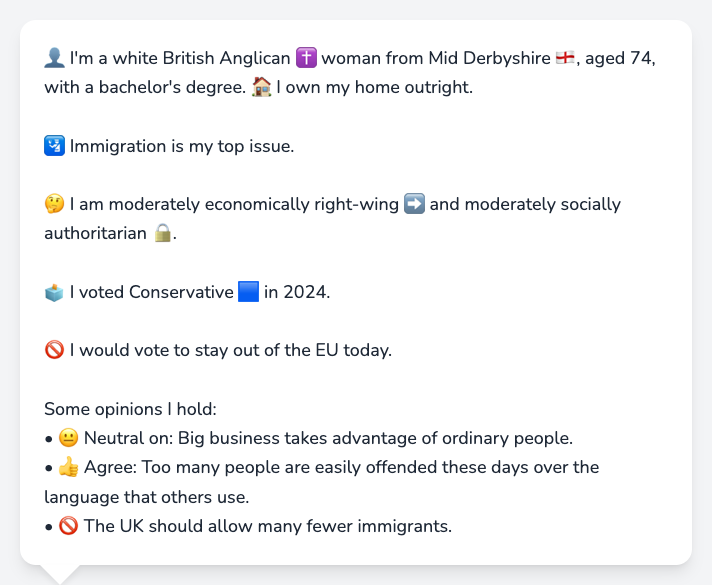 👤 I'm a white British Anglican ✝️ woman from Mid Derbyshire 🏴󠁧󠁢󠁥󠁮󠁧󠁿, aged 74,
with a bachelor's degree. 🏠 I own my home outright.
🛂 Immigration is my top issue.
🤔 I am moderately economically right-wing ➡️ and moderately socially
authoritarian 🔒.
🗳️ I voted Conservative 🟦 in 2024.
🚫 I would vote to stay out of the EU today.
Some opinions I hold:
• 😐 Neutral on: Big business takes advantage of ordinary people.
• 👍 Agree: Too many people are easily offended these days over the
language that others use.
• 🚫 The UK should allow many fewer immigrants.